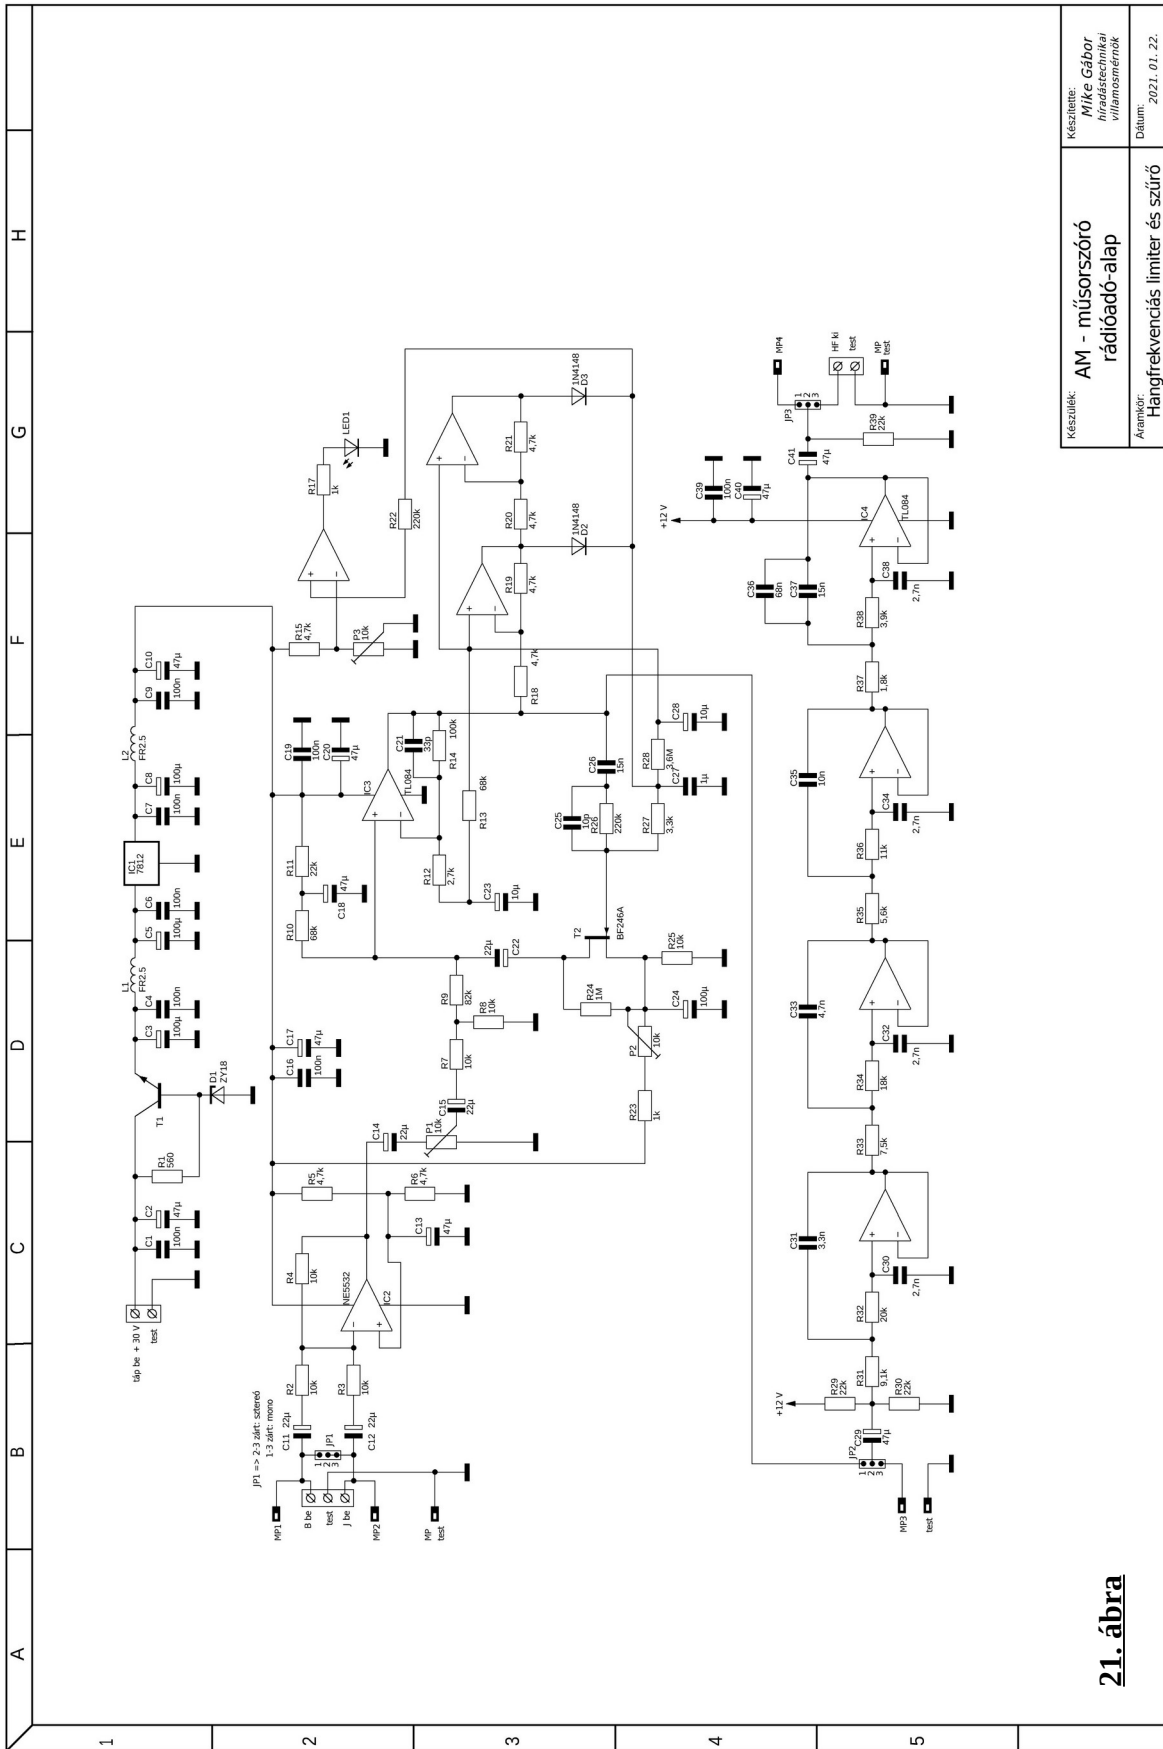 A
B
C
D
E
F
G
H
1
2
3
4
5
táp be + 30 V
test
C1
100n
C2
47µ
R1
560
T1
D1
ZY18
C3
100µ
C4
100n
L1
FR2.5
C5
100µ
C6
100n
IC1
7812
C7
100n
C8
100µ
L2
FR2.5
C9
100n
C10
47µ
JP1 => 2-3 zárt: sztereó
1-3 zárt: mono
MP1
B be
test
J be
MP2
MP
test
1
2
3
JP1
C11
22µ
C12
22µ
R2
10k
R3
10k
R4
10k
NE5532
IC2
R5
4,7k
R6
4,7k
C13
47µ
C14
22µ
P1
10k
C15
22µ
C16
100n
C17
47µ
R7
10k
R8
10k
R9
82k
R10
68k
C18
47µ
R11
22k
C19
100n
C20
47µ
IC3
TL084
C21
33p
R14
100k
R12
2,7k
R13
68k
C23
10µ
22µ
C22
T2
BF246A
R24
1M
P2
10k
R23
1k
C24
100µ
R25
10k
C25
10p
R26
220k
C26
15n
R27
3,3k
C27
1µ
R28
3,6M
C28
10µ
R15
4,7k
P3
10k
R17
1k
LED1
R22
220k
R18
4,7k
R19
4,7k
R20
4,7k
R21
4,7k
1N4148
D2
1N4148
D3
JP2
1
2
3
MP3
test
C29
47µ
+12 V
R29
22k
R30
22k
R31
9,1k
R32
20k
C30
2,7n
C31
3,3n
R33
7,5k
R34
18k
C32
2,7n
C33
4,7n
R35
5,6k
R36
11k
C34
2,7n
C35
10n
R37
1,8k
R38
3,9k
C36
68n
C37
15n
C38
2,7n
+12 V
C39
100n
C40
47µ
IC4
TL084
C41
47µ
R39
22k
JP3
1
2
3
MP4
HF ki
test
MP
test
Készülék:
AM - műsorszóró
rádióadó-alap
Készítette:
Mike Gábor
híradástechnikai
villamosmérnök
Áramkör:
Hangfrekvenciás limiter és szűrő
Dátum:
2021. 01. 22.
21. ábra